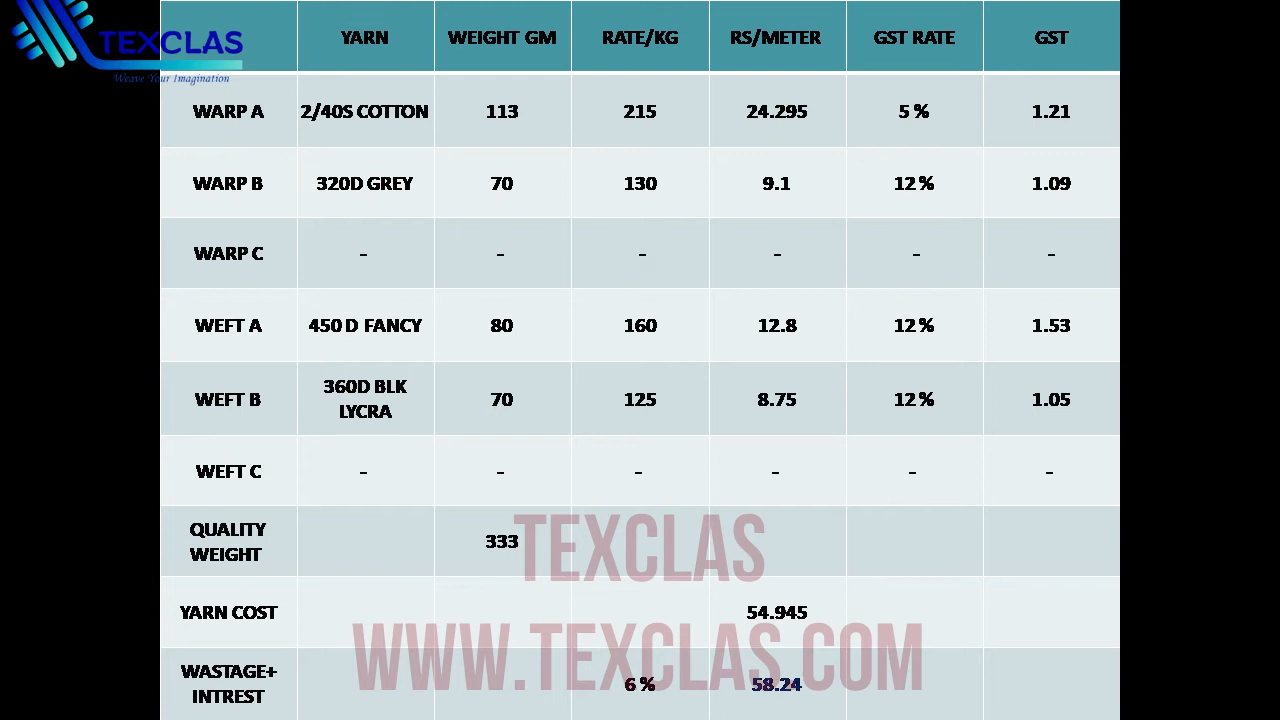 TEXCLAS
Weave Your Imagination
YARN WEIGHT GM RATE/KG RS/METER GST RATE GST
WARP A 2/40S COTTON 113 215 24.295 5 % 1.21
WARP B 320D GREY 70 130 9.1 12 % 1.09
WARP C - - - - - -
WEFT A 450 D FANCY 80 160 12.8 12 % 1.53
WEFT B 360D BLK LYCRA 70 125 8.75 12 % 1.05
WEFT C - - - - - -
QUALITY WEIGHT 333
TEXCLAS
YARN COST 54.945
WWW.TEXCLAS.COM
WASTAGE+ INTREST 6 % 58.24